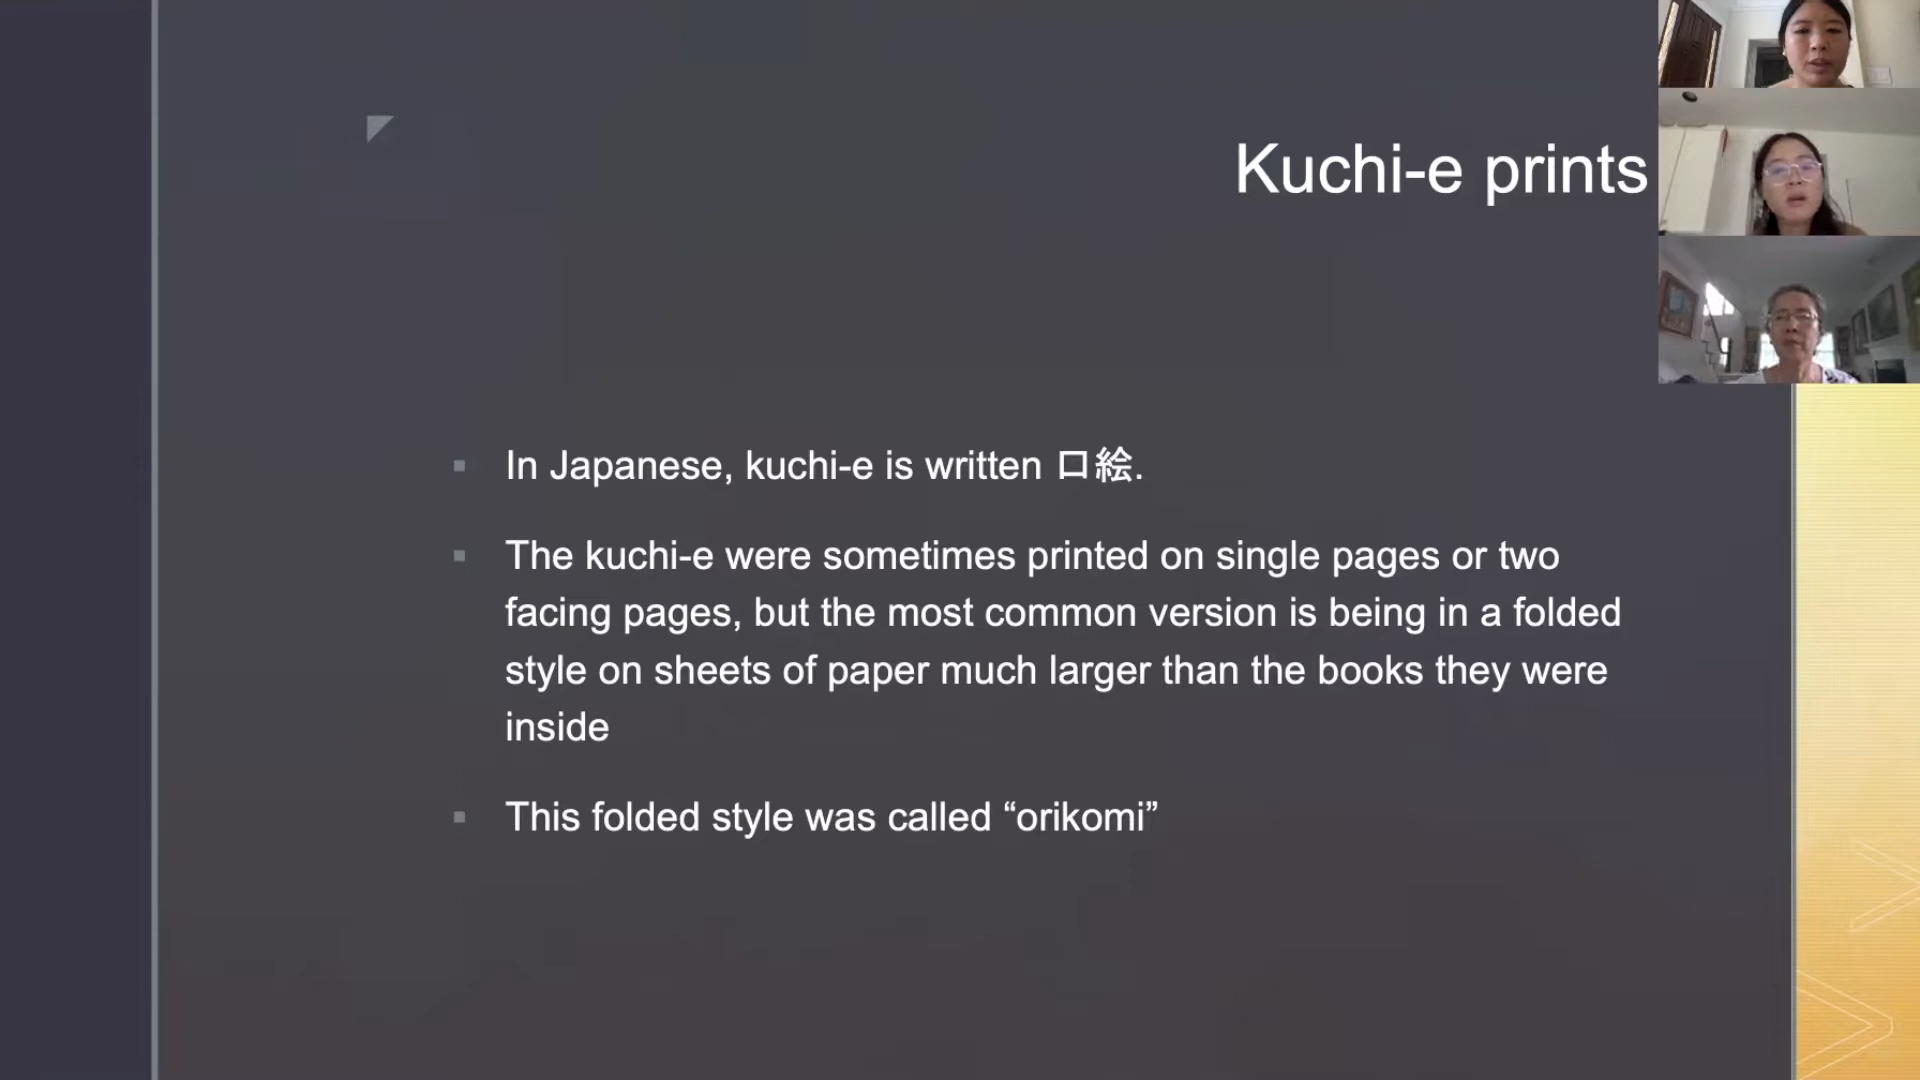 Kuchi-e prints
In Japanese, kuchi-e is written 口絵.
The kuchi-e were sometimes printed on single pages or two
facing pages, but the most common version is being in a folded
style on sheets of paper much larger than the books they were
inside
This folded style was called “orikomi”